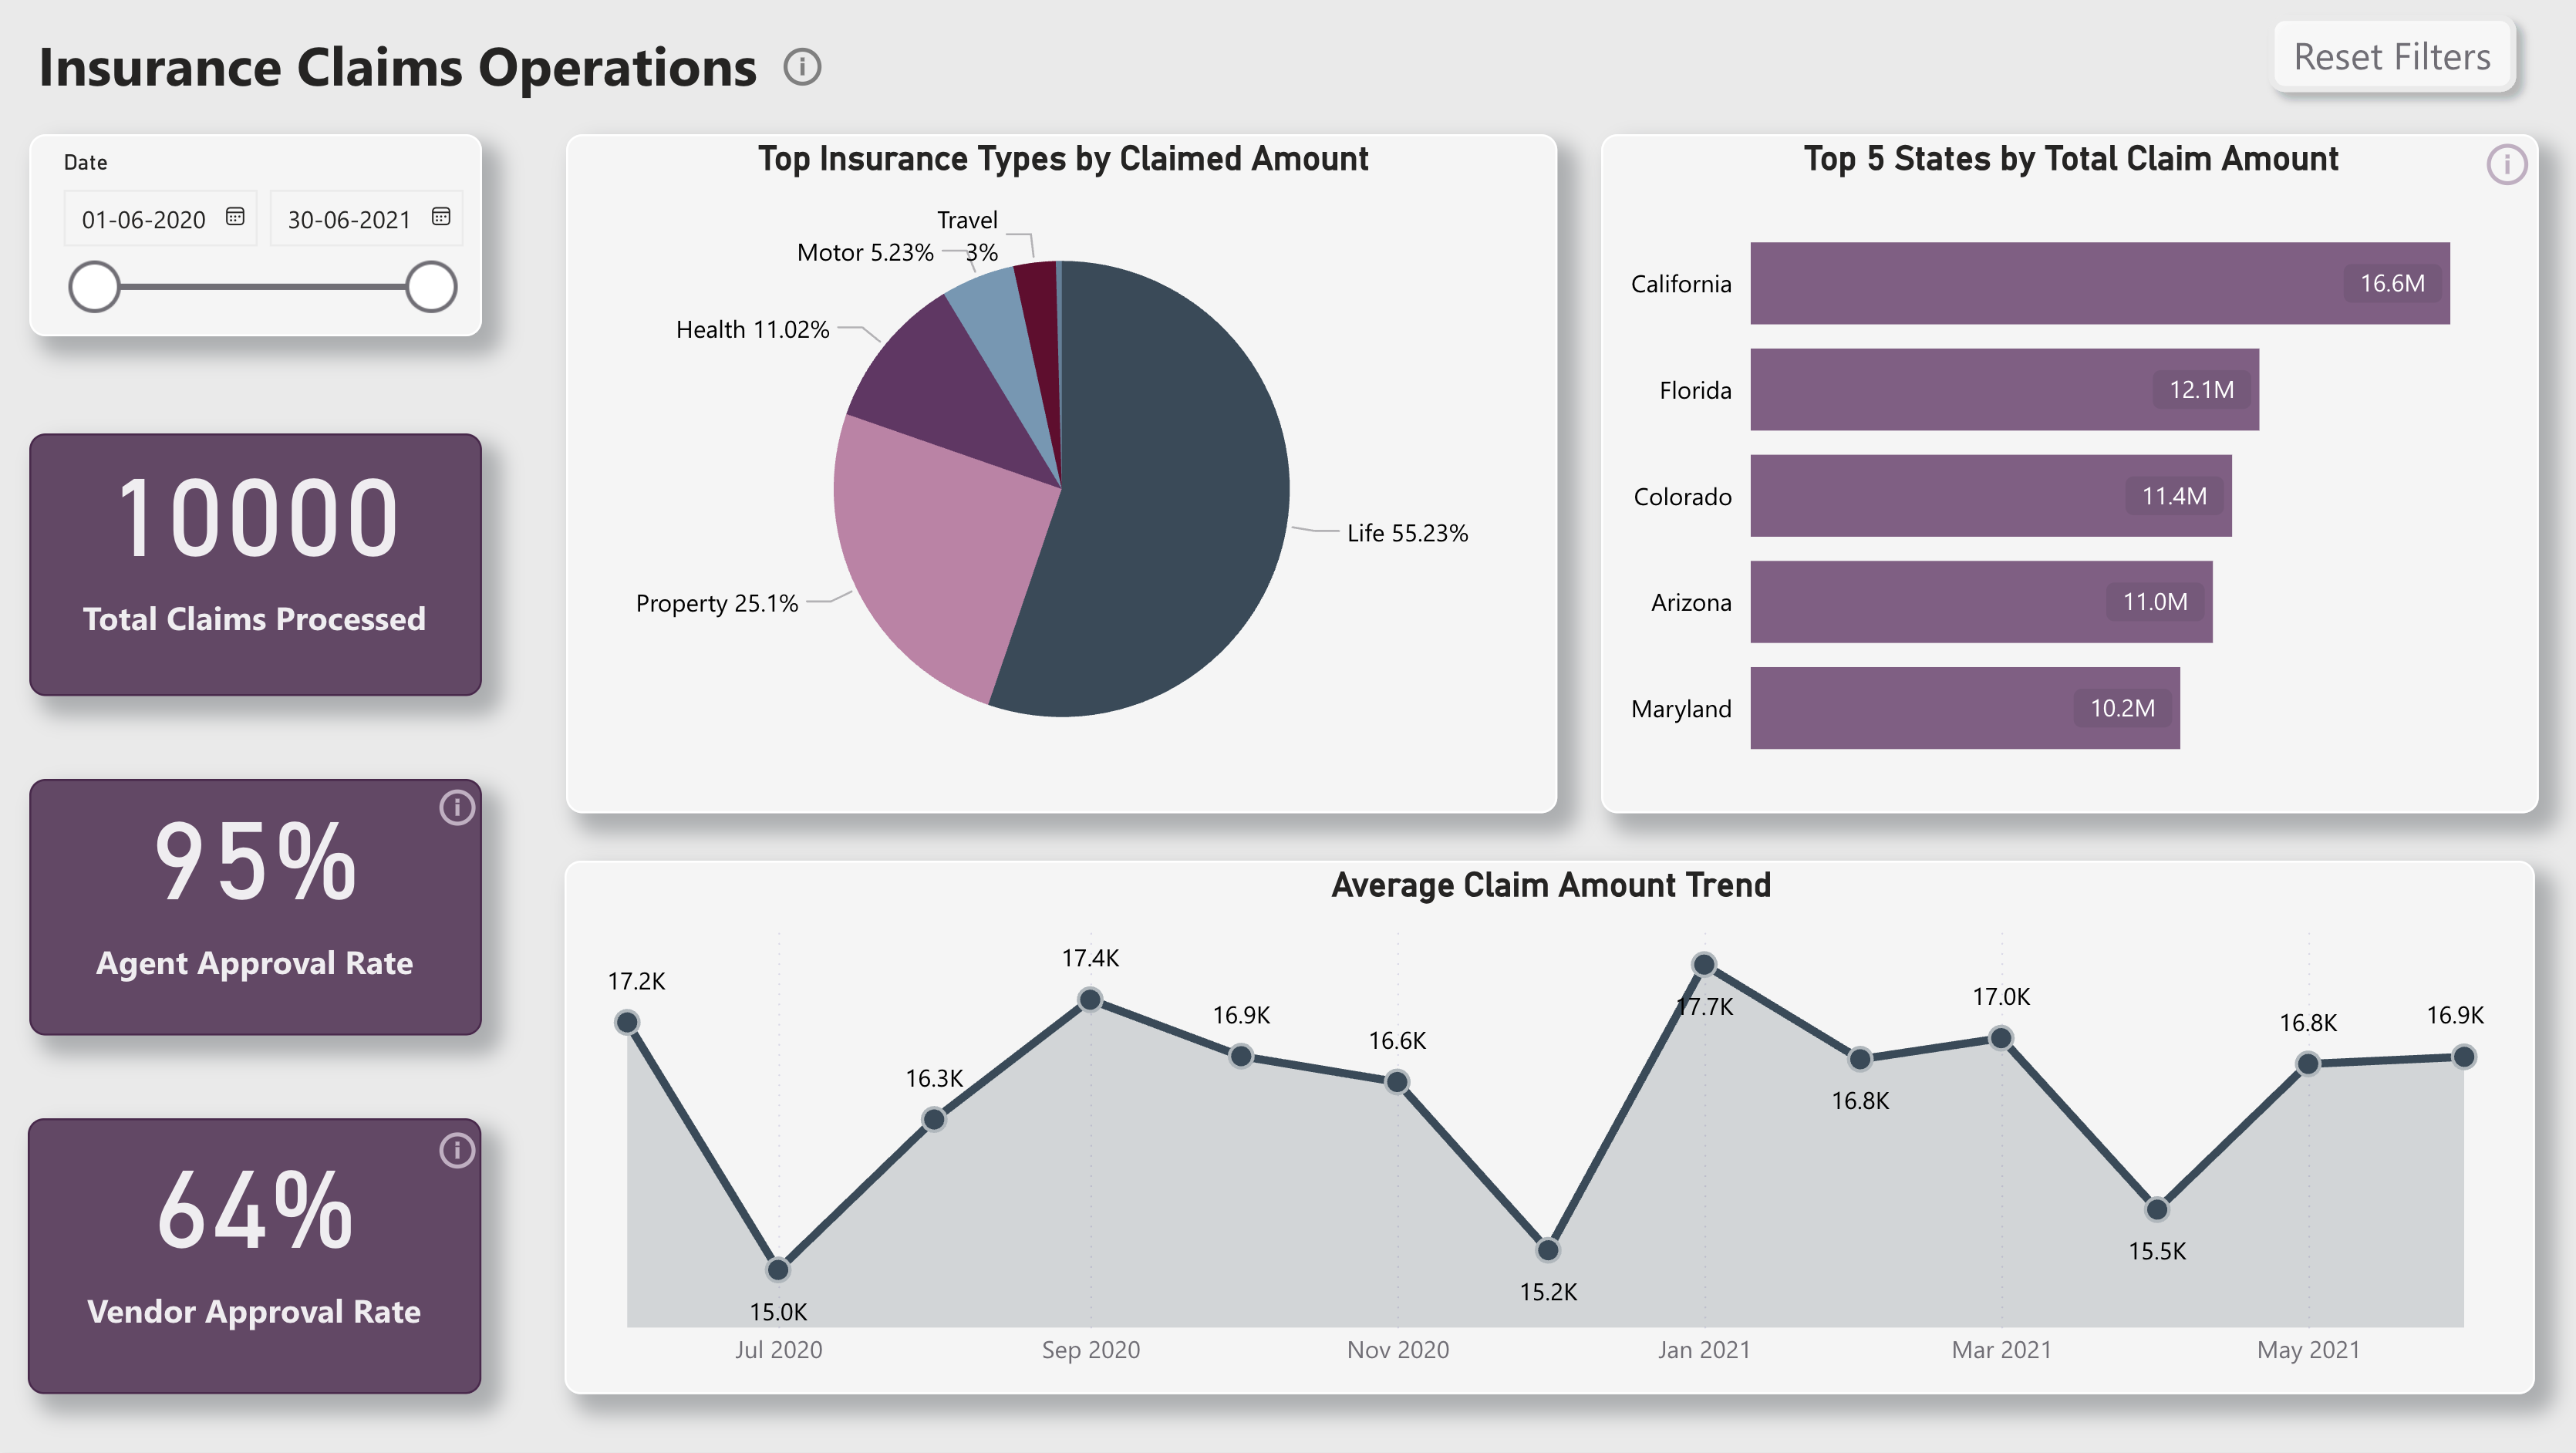 Insurance Claims Operations
Reset Filters
Date
01-06-2020
30-06-2021
10000
Total Claims Processed
95%
Agent Approval Rate
64%
Vendor Approval Rate
Top Insurance Types by Claimed Amount
Travel
3%
Motor 5.23%
Health 11.02%
Property 25.1%
Life 55.23%
Top 5 States by Total Claim Amount
California 16.6M
Florida 12.1M
Colorado 11.4M
Arizona 11.0M
Maryland 10.2M
Average Claim Amount Trend
17.2K
15.0K
16.3K
17.4K
16.9K
16.6K
15.2K
17.7K
16.8K
17.0K
15.5K
16.8K
16.9K
Jul 2020
Sep 2020
Nov 2020
Jan 2021
Mar 2021
May 2021